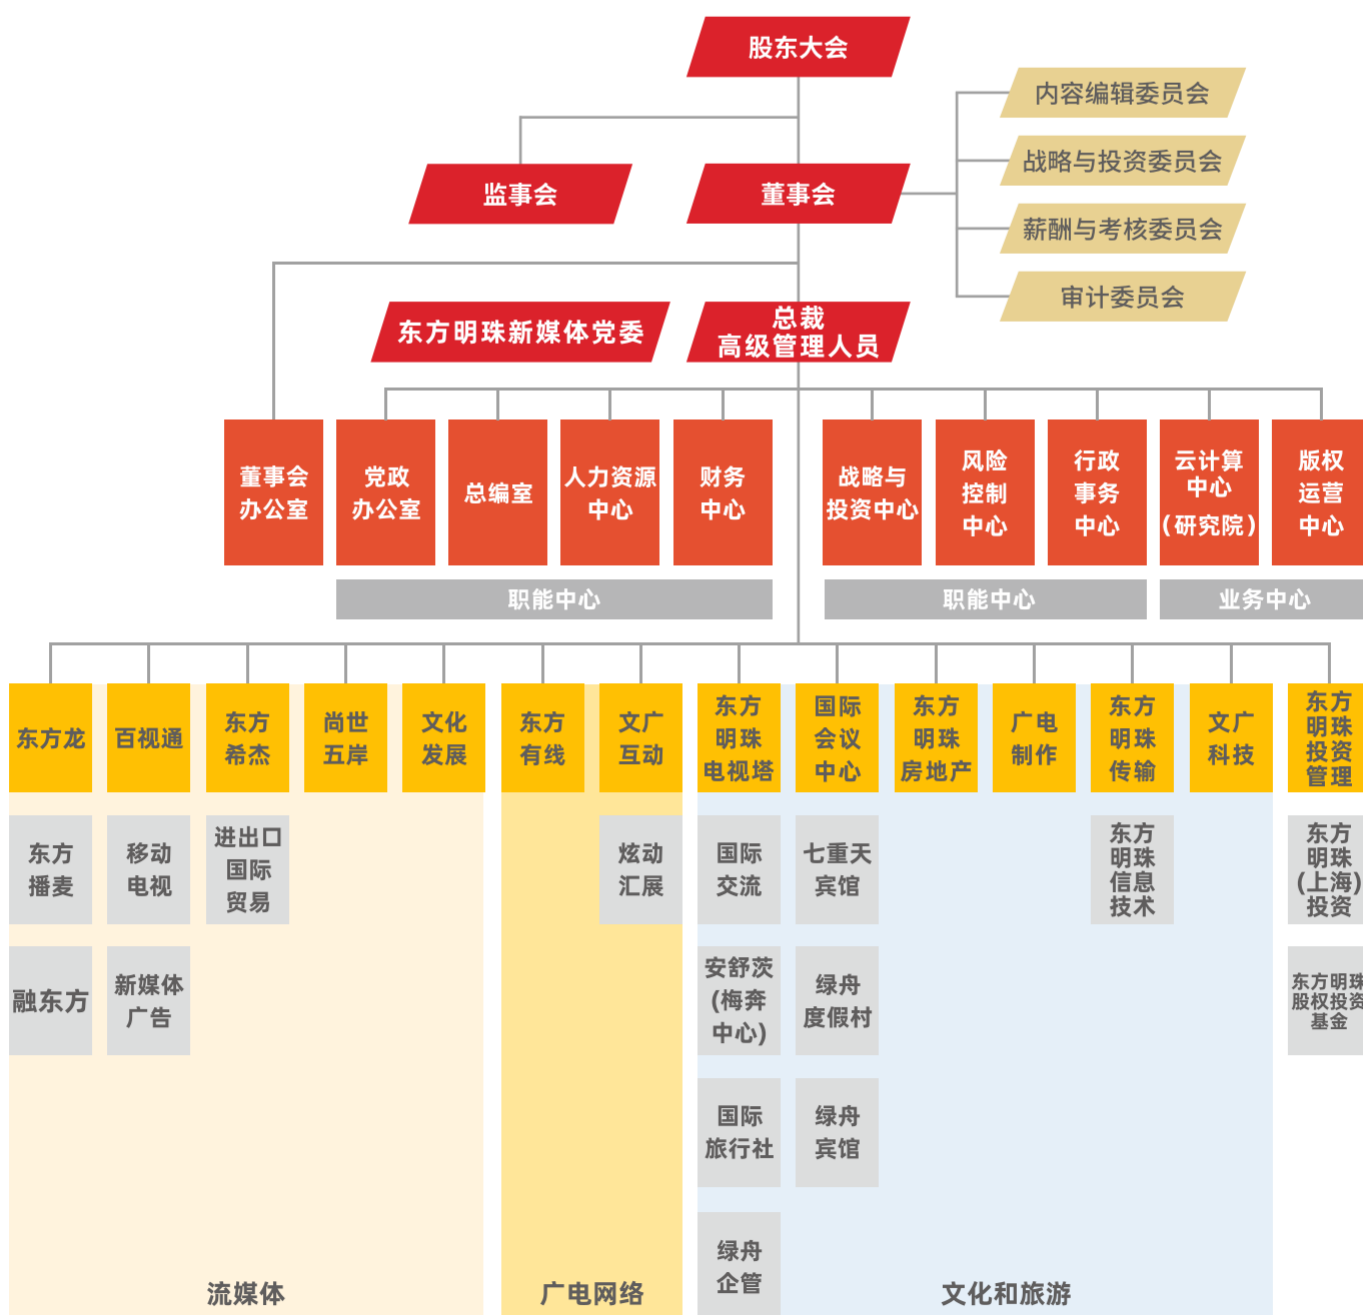 股东大会
内容编辑委员会
战略与投资委员会
监事会
董事会
薪酬与考核委员会
审计委员会
东方明珠新媒体党委
总裁
高级管理人员
董事会
办公室
党政
办公室
总编室
人力资源
中心
财务
中心
战略与
投资中心
风险
控制
中心
行政
事务
中心
云计算
中心
(研究院)
版权
运营
中心
职能中心
职能中心
业务中心
东方龙
百视通
东方
希杰
尚世
五岸
文化
发展
东方
有线
文广
互动
东方
明珠
电视塔
国际
会议
中心
东方
明珠
房地产
广电
制作
东方
明珠
传输
文广
科技
东方
明珠
投资
管理
东方
播麦
移动
电视
进出口
国际
贸易
炫动
汇展
国际
交流
七重天
宾馆
东方
明珠
信息
技术
东方
明珠
(上海)
投资
融东方
新媒体
广告
安舒茨
(梅奔
中心)
绿舟
度假村
东方明珠
股权投资
基金
国际
旅行社
绿舟
宾馆
绿舟
企管
流媒体
广电网络
文化和旅游